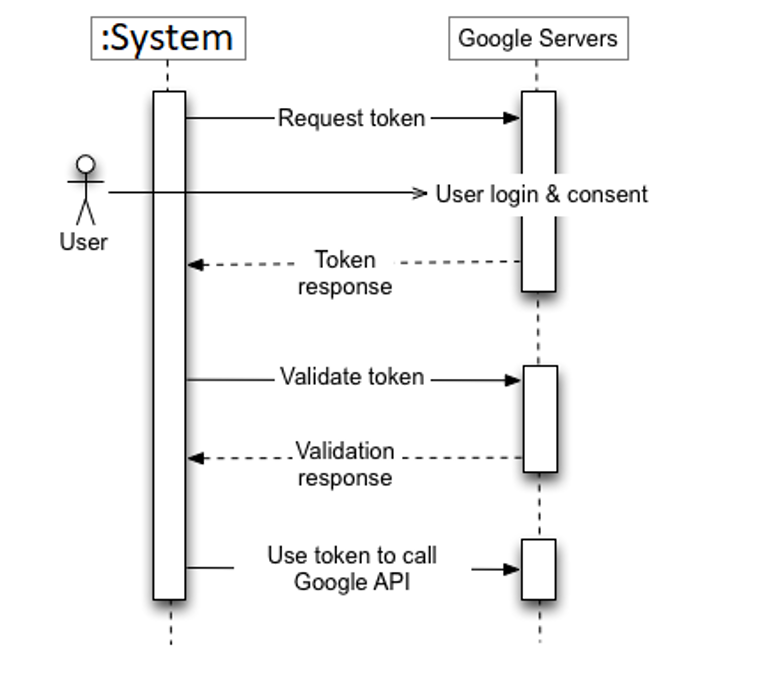 :System
Google Servers
Request token
User login & consent
User
Token
response
Validate token
Validation
response
Use token to call
Google API